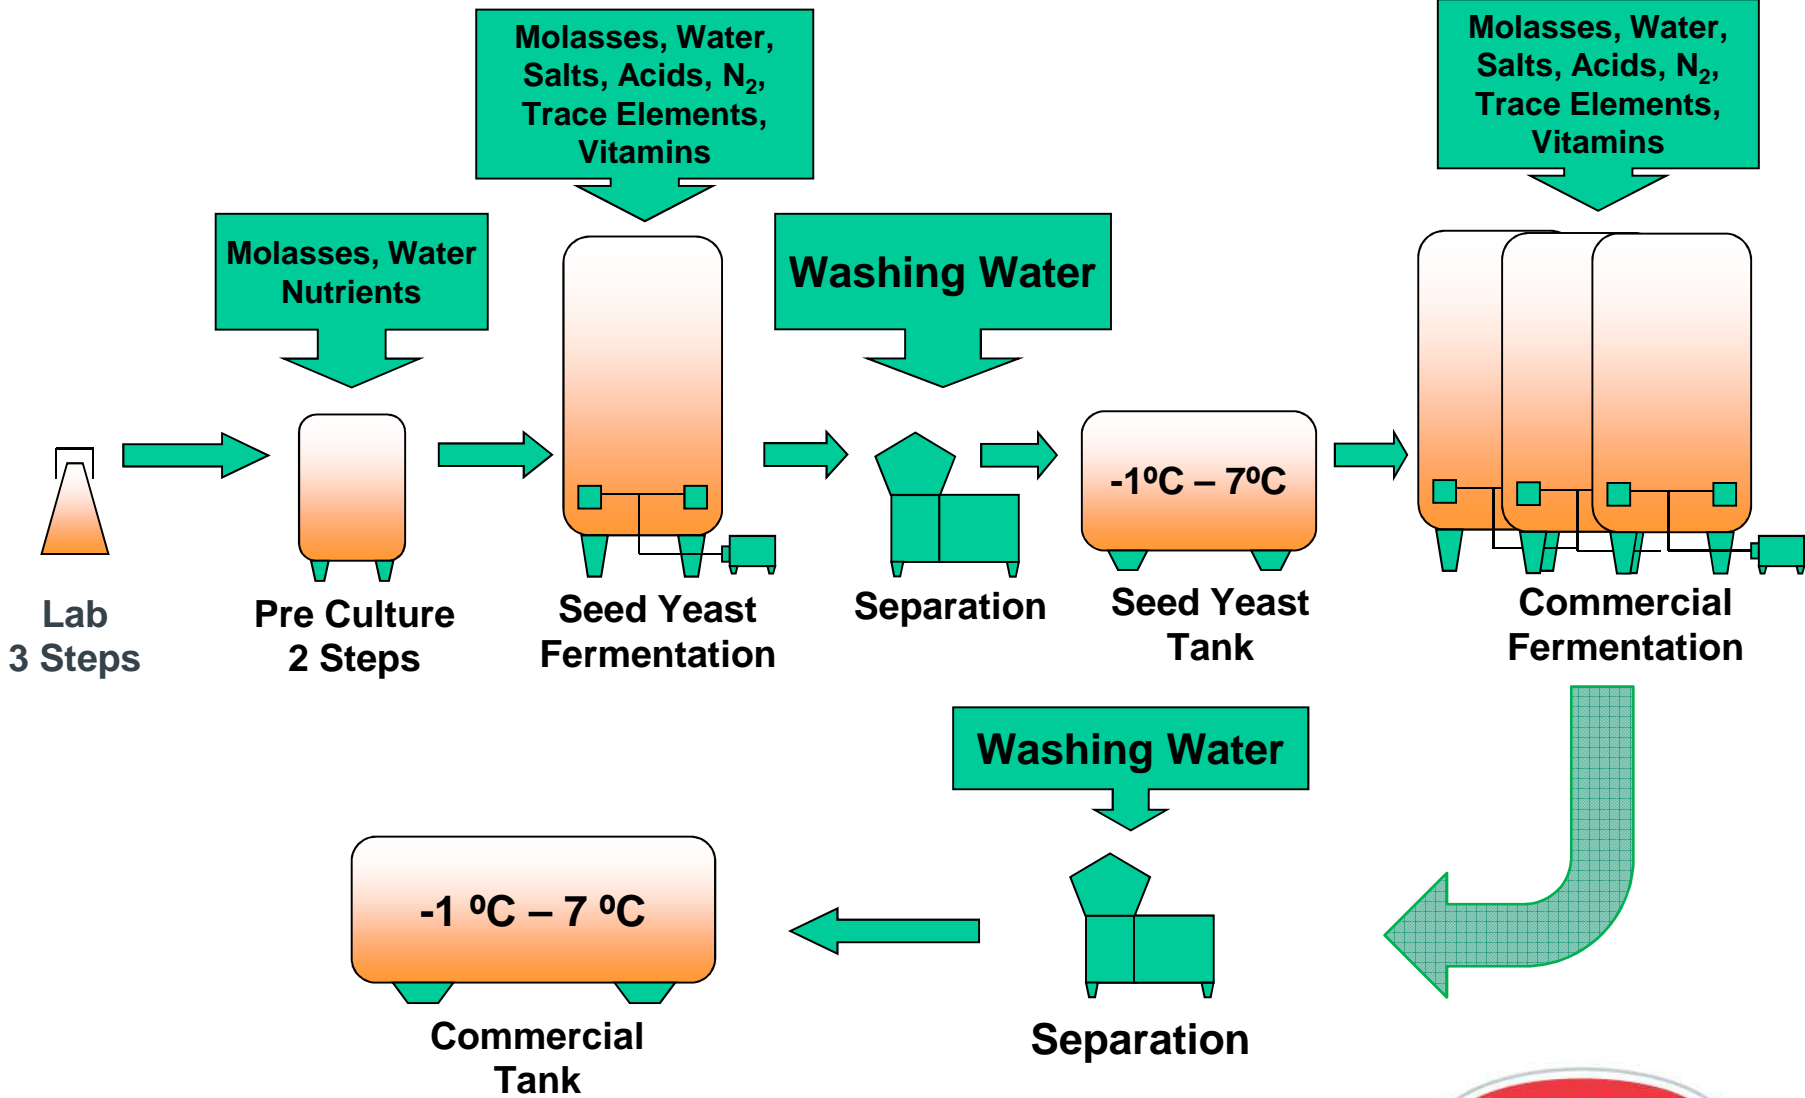 Molasses, Water,
Salts, Acids, N₂,
Trace Elements,
Vitamins
Molasses, Water,
Salts, Acids, N₂,
Trace Elements,
Vitamins
Molasses, Water
Nutrients
Washing Water
-1ºC – 7ºC
Lab
3 Steps
Pre Culture
2 Steps
Seed Yeast
Fermentation
Separation
Seed Yeast
Tank
Commercial
Fermentation
Washing Water
-1 ºC – 7 ºC
Commercial
Tank
Separation